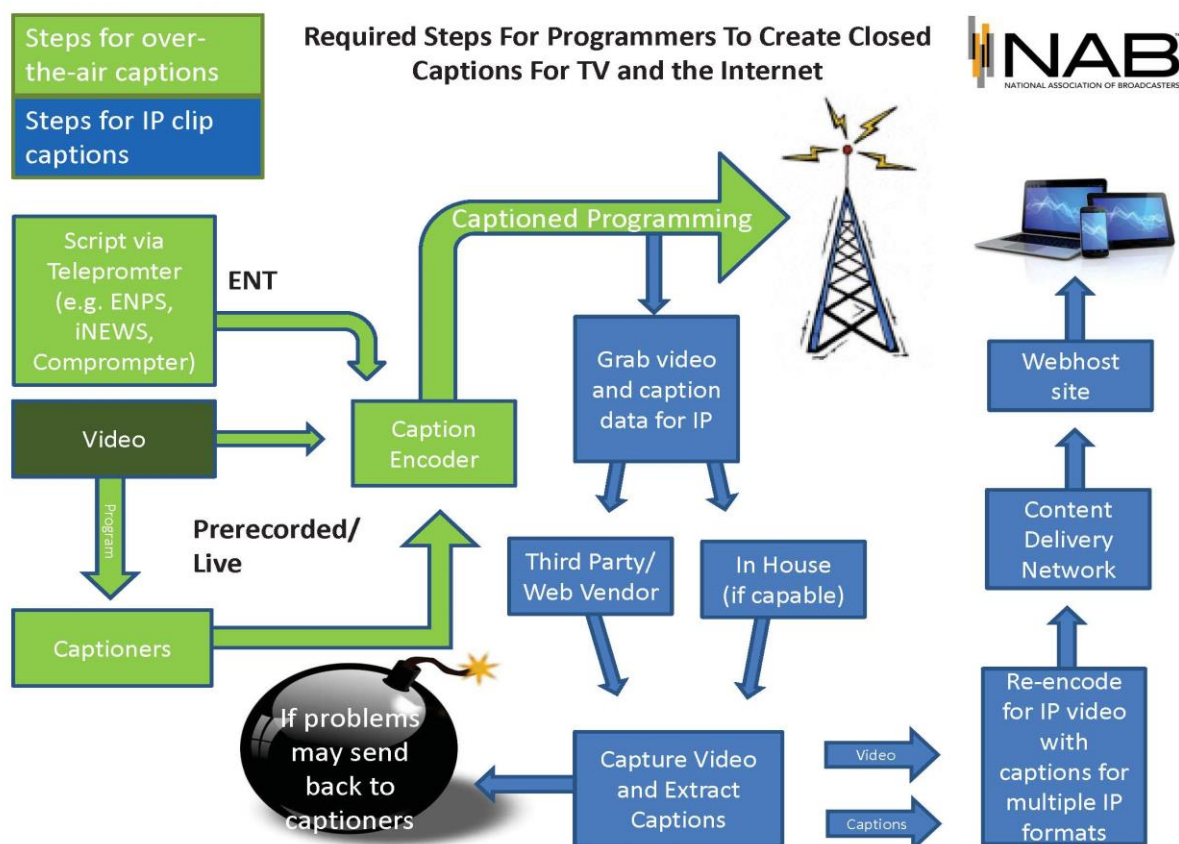 Steps for over-
the-air captions
Steps for IP clip
captions
Required Steps For Programmers To Create Closed
Captions For TV and the Internet
NAB
NATIONAL ASSOCIATION OF BROADCASTERS
Script via
Telepromter
(e.g. ENPS,
iNEWS,
Comprompter)
ENT
Captioned Programming
Video
Caption
Encoder
Program
Prerecorded/
Live
Captioners
Grab video
and caption
data for IP
Third Party/
Web Vendor
In House
(if capable)
If problems
may send
back to
captioners
Capture Video
and Extract
Captions
Video
Captions
Re-encode
for IP video
with
captions for
multiple IP
formats
Content
Delivery
Network
Webhost
site